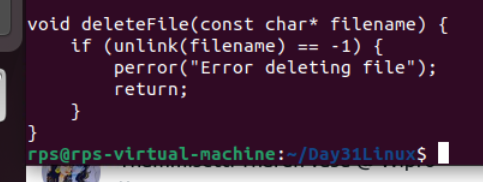 void deleteFile(const char* filename) {
    if (unlink(filename) == -1) {
        perror("Error deleting file");
        return;
    }
}
rps@rps-virtual-machine:~/Day31Linux$